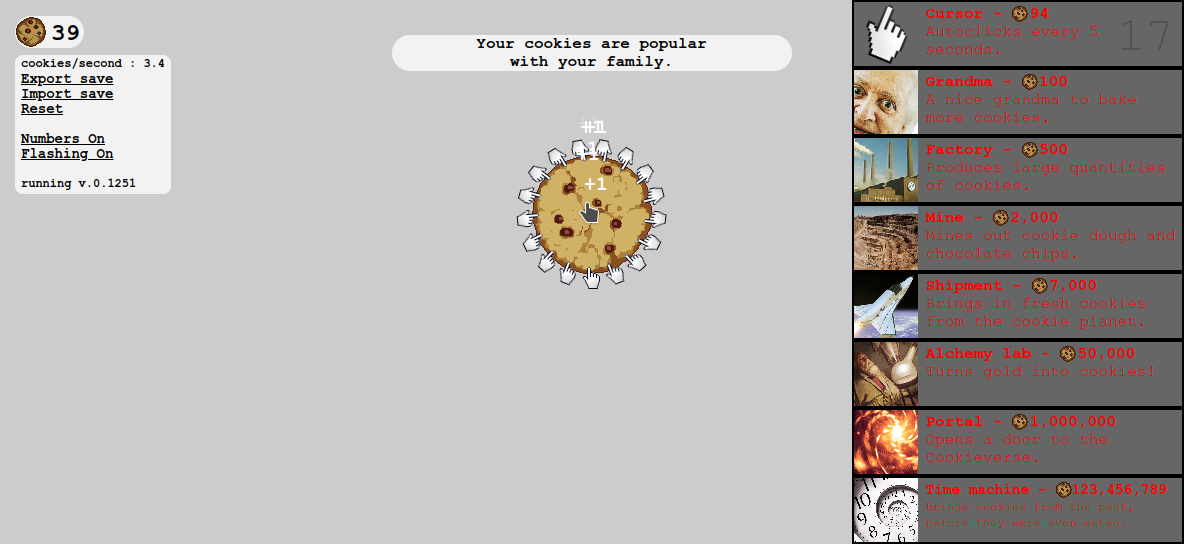 39
cookies/second : 3.4
Export save
Import save
Reset
Numbers On
Flashing On
running v.0.1251
Your cookies are popular
with your family.
+1
+1
+1
+1
Cursor - 94
Autoclicks every 5
seconds.
17
Grandma - 100
A nice grandma to bake
more cookies.
Factory - 500
Produces large quantities
of cookies.
Mine - 2,000
Mines out cookie dough and
chocolate chips.
Shipment - 7,000
Brings in fresh cookies
from the cookie planet.
Alchemy lab - 50,000
Turns gold into cookies!
Portal - 1,000,000
Opens a door to the
Cookieverse.
Time machine - 123,456,789
Brings cookies from the past,
before they were even eaten.